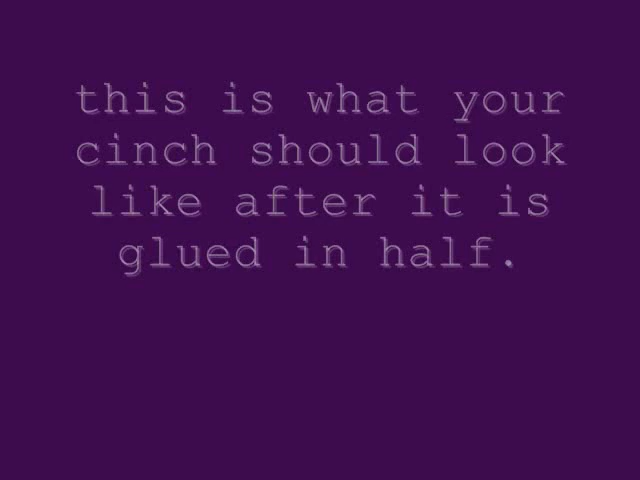 this is what your
cinch should look
like after it is
glued in half.